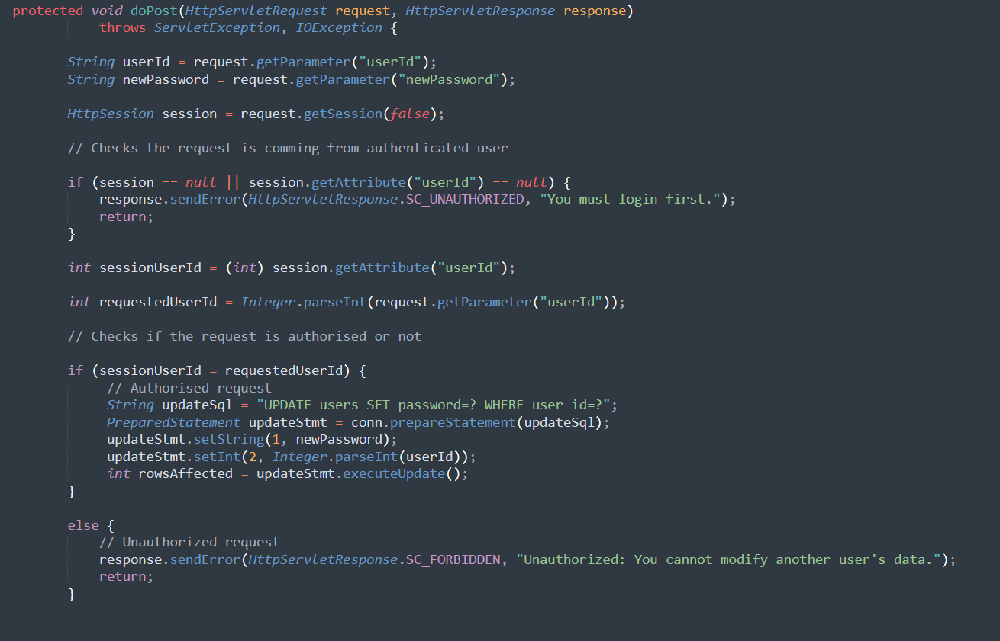 protected void doPost(HttpServletRequest request, HttpServletResponse response)
throws ServletException, IOException {
String userId = request.getParameter("userId");
String newPassword = request.getParameter("newPassword");
HttpSession session = request.getSession(false);
// Checks the request is comming from authenticated user
if (session == null || session.getAttribute("userId") == null) {
response.sendError(HttpServletResponse.SC_UNAUTHORIZED, "You must login first.");
return;
}
int sessionUserId = (int) session.getAttribute("userId");
int requestedUserId = Integer.parseInt(request.getParameter("userId"));
// Checks if the request is authorised or not
if (sessionUserId = requestedUserId) {
// Authorised request
String updateSql = "UPDATE users SET password=? WHERE user_id=?";
PreparedStatement updateStmt = conn.prepareStatement(updateSql);
updateStmt.setString(1, newPassword);
updateStmt.setInt(2, Integer.parseInt(userId));
int rowsAffected = updateStmt.executeUpdate();
}
else {
// Unauthorized request
response.sendError(HttpServletResponse.SC_FORBIDDEN, "Unauthorized: You cannot modify another user's data.");
return;
}